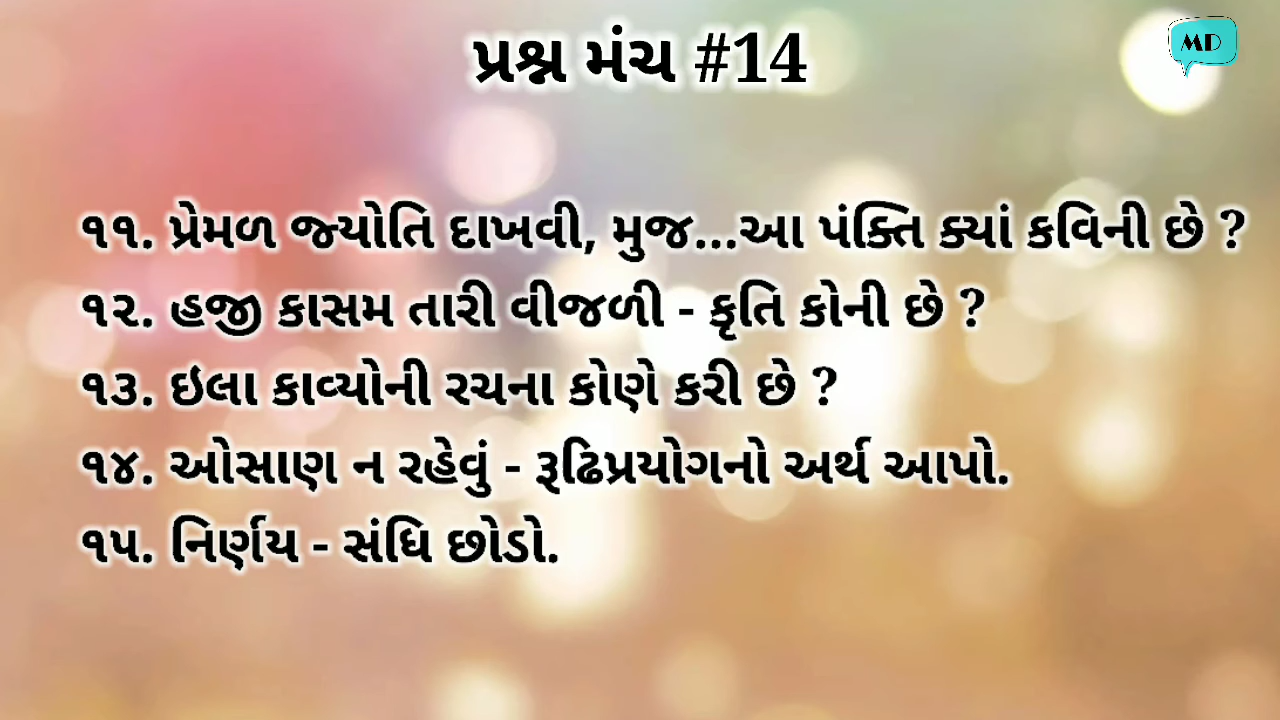 પ્રશ્ન મંચ #14
MD
૧૧. પ્રેમળ જ્યોતિ દાખવી, મુજ...આ પંક્તિ ક્યાં કવિની છે ?
૧૨. હજી કાસમ તારી વીજળી - કૃતિ કોની છે ?
૧૩. ઇલા કાવ્યોની રચના કોણે કરી છે ?
૧૪. ઓસાણ ન રહેવું - રૂઢિપ્રયોગનો અર્થ આપો.
૧૫. નિર્ણય - સંધિ છોડો.